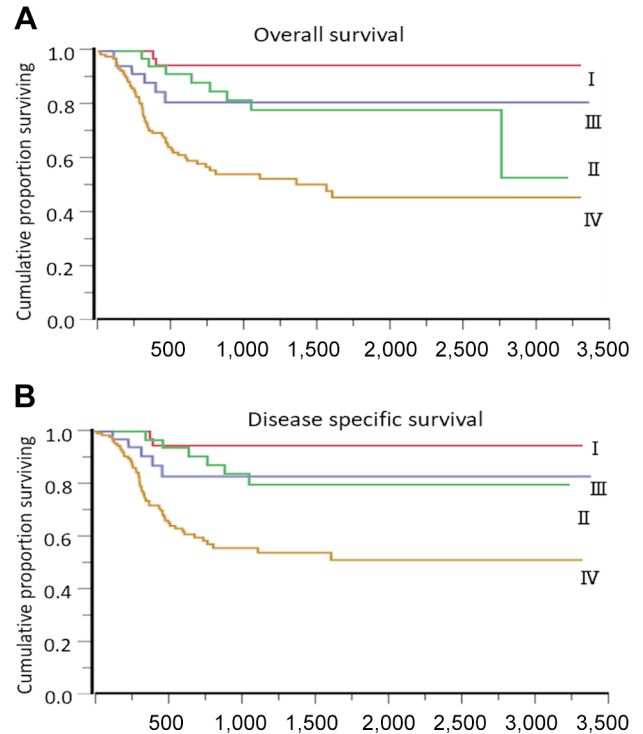 A
Overall survival
Cumulative proportion surviving
1.0
0.8
0.6
0.4
0.2
0.0
I
III
II
IV
500 1,000 1,500 2,000 2,500 3,000 3,500
B
Disease specific survival
Cumulative proportion surviving
1.0
0.8
0.6
0.4
0.2
0.0
I
III
II
IV
500 1,000 1,500 2,000 2,500 3,000 3,500